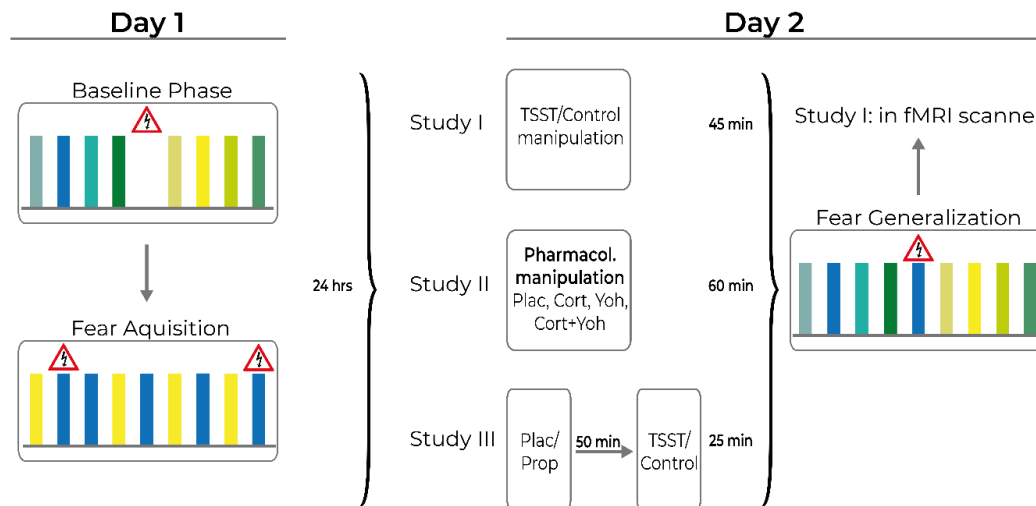 Day 1
Baseline Phase
Fear Aquisition
24 hrs
Day 2
Study I
TSST/Control
manipulation
45 min
Study II
Pharmacol.
manipulation
Plac, Cort, Yoh,
Cort+Yoh
60 min
Study III
Plac/
Prop
50 min
TSST/
Control
25 min
Study I: in fMRI scanner
Fear Generalization